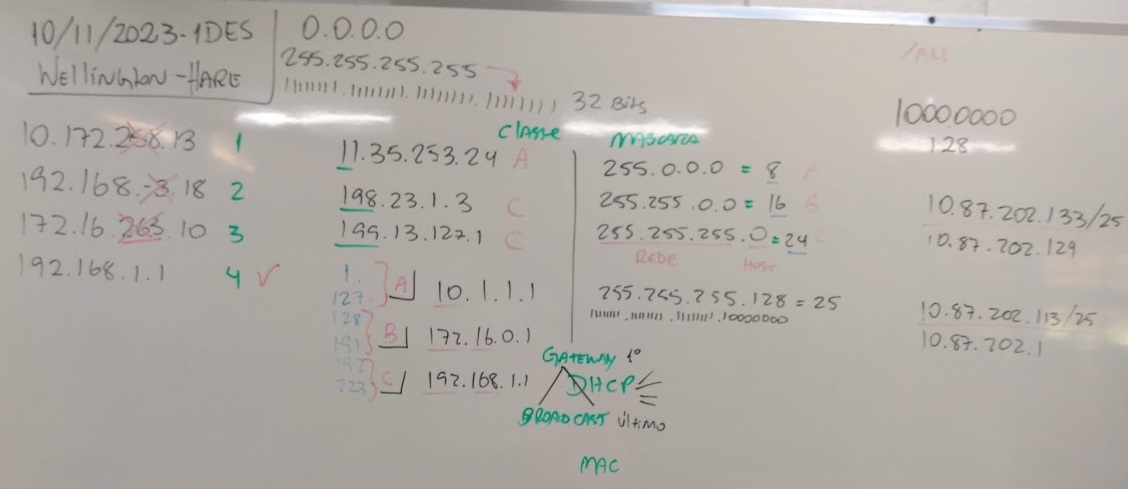 10/11/2023-1DES
Wellington-HARE
0.0.0.0
255.255.255.255
11111111.11111111.11111111.11111111 32 Bits
10.172.258.13 1
192.168.-3.18 2
172.16.263.10 3
192.168.1.1 4 ✓
Classe
11.35.253.24 A
198.23.1.3 C
199.13.127.1 C
1.
127. A 10.1.1.1
128
191 B 172.16.0.1
192
223 C 192.168.1.1
MASCARA
255.0.0.0 = 8 A
255.255.0.0 = 16 B
255.255.255.0 = 24 C
REDE Host
255.255.255.128 = 25
11111111.11111111.11111111.10000000
GATEWAY 1º
DHCP
BROADCAST ÚLTIMO
MAC
/ALL
10000000
128
10.87.202.133/25
10.87.202.129
10.87.202.113/25
10.87.202.1